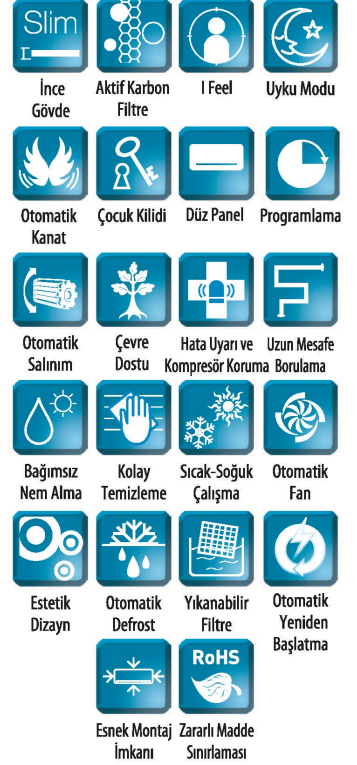 Slim
İnce
Gövde
Aktif Karbon
Filtre
I Feel
Uyku Modu
Otomatik
Kanat
Çocuk Kilidi
Düz Panel
Programlama
Otomatik
Salınım
Çevre
Dostu
Hata Uyarı ve
Kompresör Koruma
Uzun Mesafe
Borulama
Bağımsız
Nem Alma
Kolay
Temizleme
Sıcak-Soğuk
Çalışma
Otomatik
Fan
Estetik
Dizayn
Otomatik
Defrost
Yıkanabilir
Filtre
Otomatik
Yeniden
Başlatma
Esnek Montaj
İmkanı
RoHS
Zararlı Madde
Sınırlaması